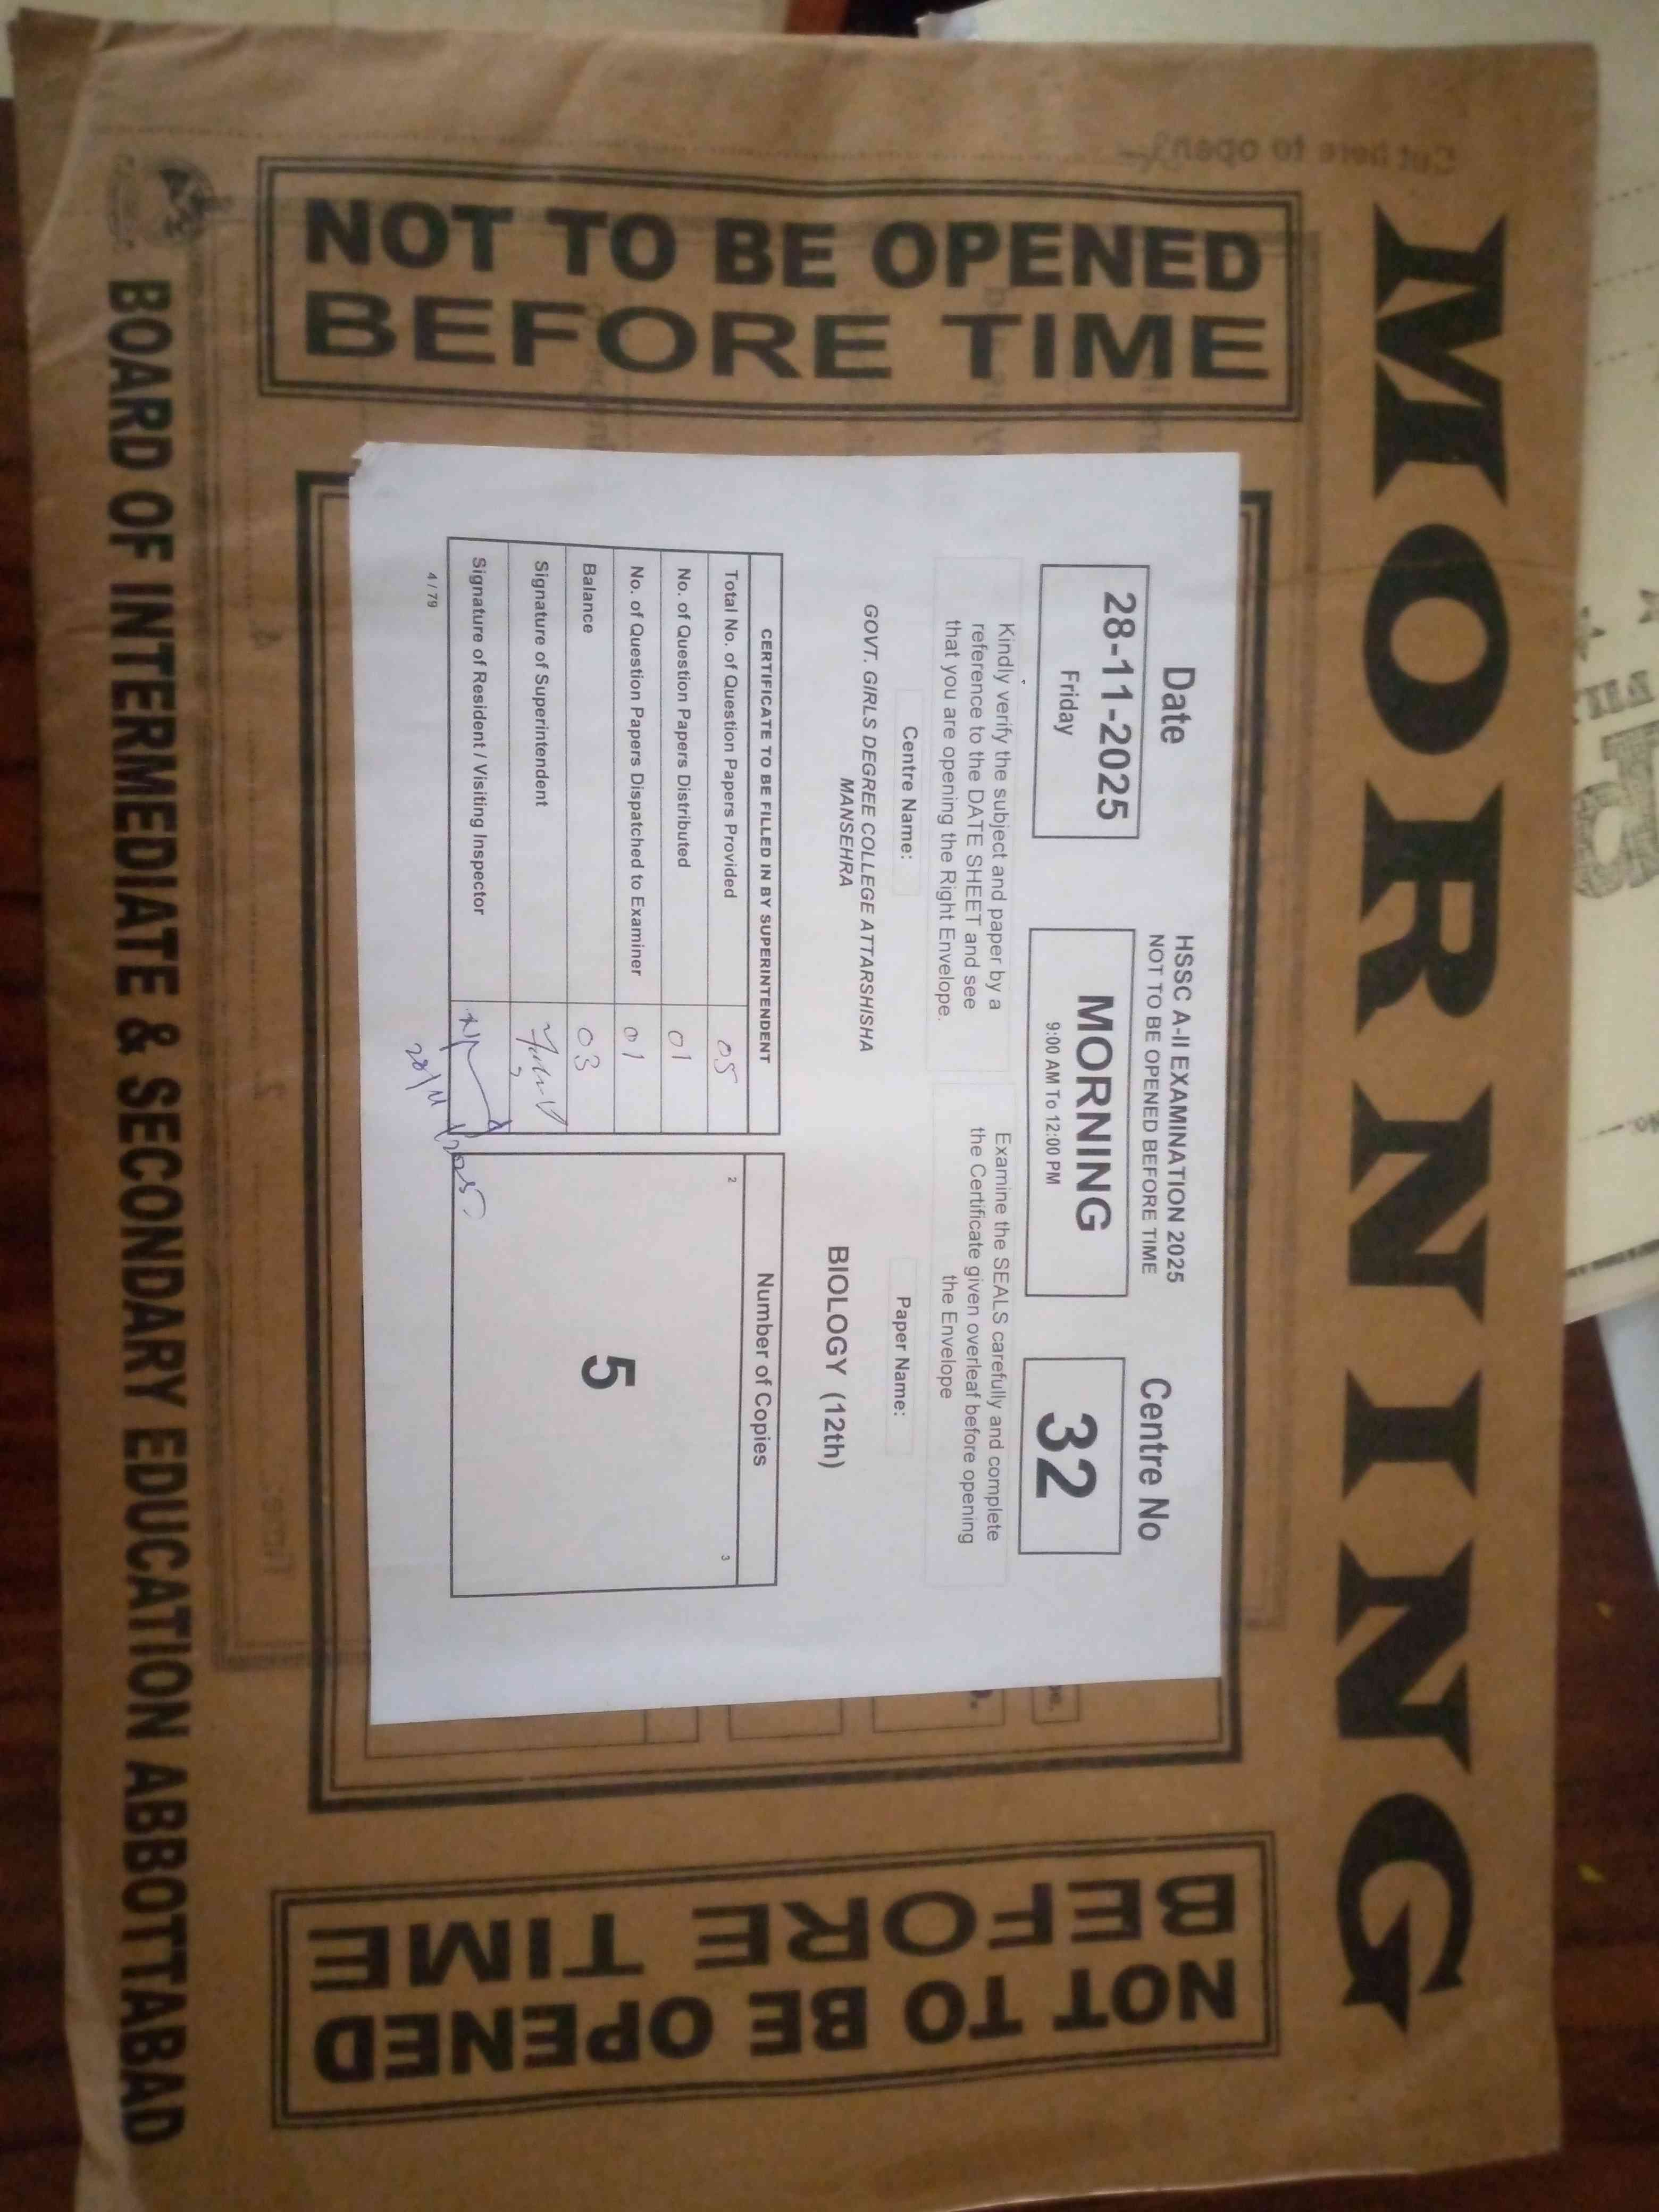 MORNING
Cut here to open
NOT TO BE OPENED
BEFORE TIME
Date
28-11-2025
Friday
HSSC A-II EXAMINATION 2025
NOT TO BE OPENED BEFORE TIME
MORNING
9:00 AM To 12:00 PM
Centre No
32
Kindly verify the subject and paper by a
reference to the DATE SHEET and see
that you are opening the Right Envelope.
Examine the SEALS carefully and complete
the Certificate given overleaf before opening
the Envelope
Centre Name:
GOVT. GIRLS DEGREE COLLEGE ATTARSHISHA
MANSEHRA
Paper Name:
BIOLOGY (12th)
CERTIFICATE TO BE FILLED IN BY SUPERINTENDENT
Total No. of Question Papers Provided 05
No. of Question Papers Distributed 01
No. of Question Papers Dispatched to Examiner 01
Balance 03
Signature of Superintendent
Signature of Resident / Visiting Inspector
28/11/2025
4 / 79
Number of Copies
2
3
5
NOT TO BE OPENED
BEFORE TIME
BOARD OF INTERMEDIATE & SECONDARY EDUCATION ABBOTTABAD